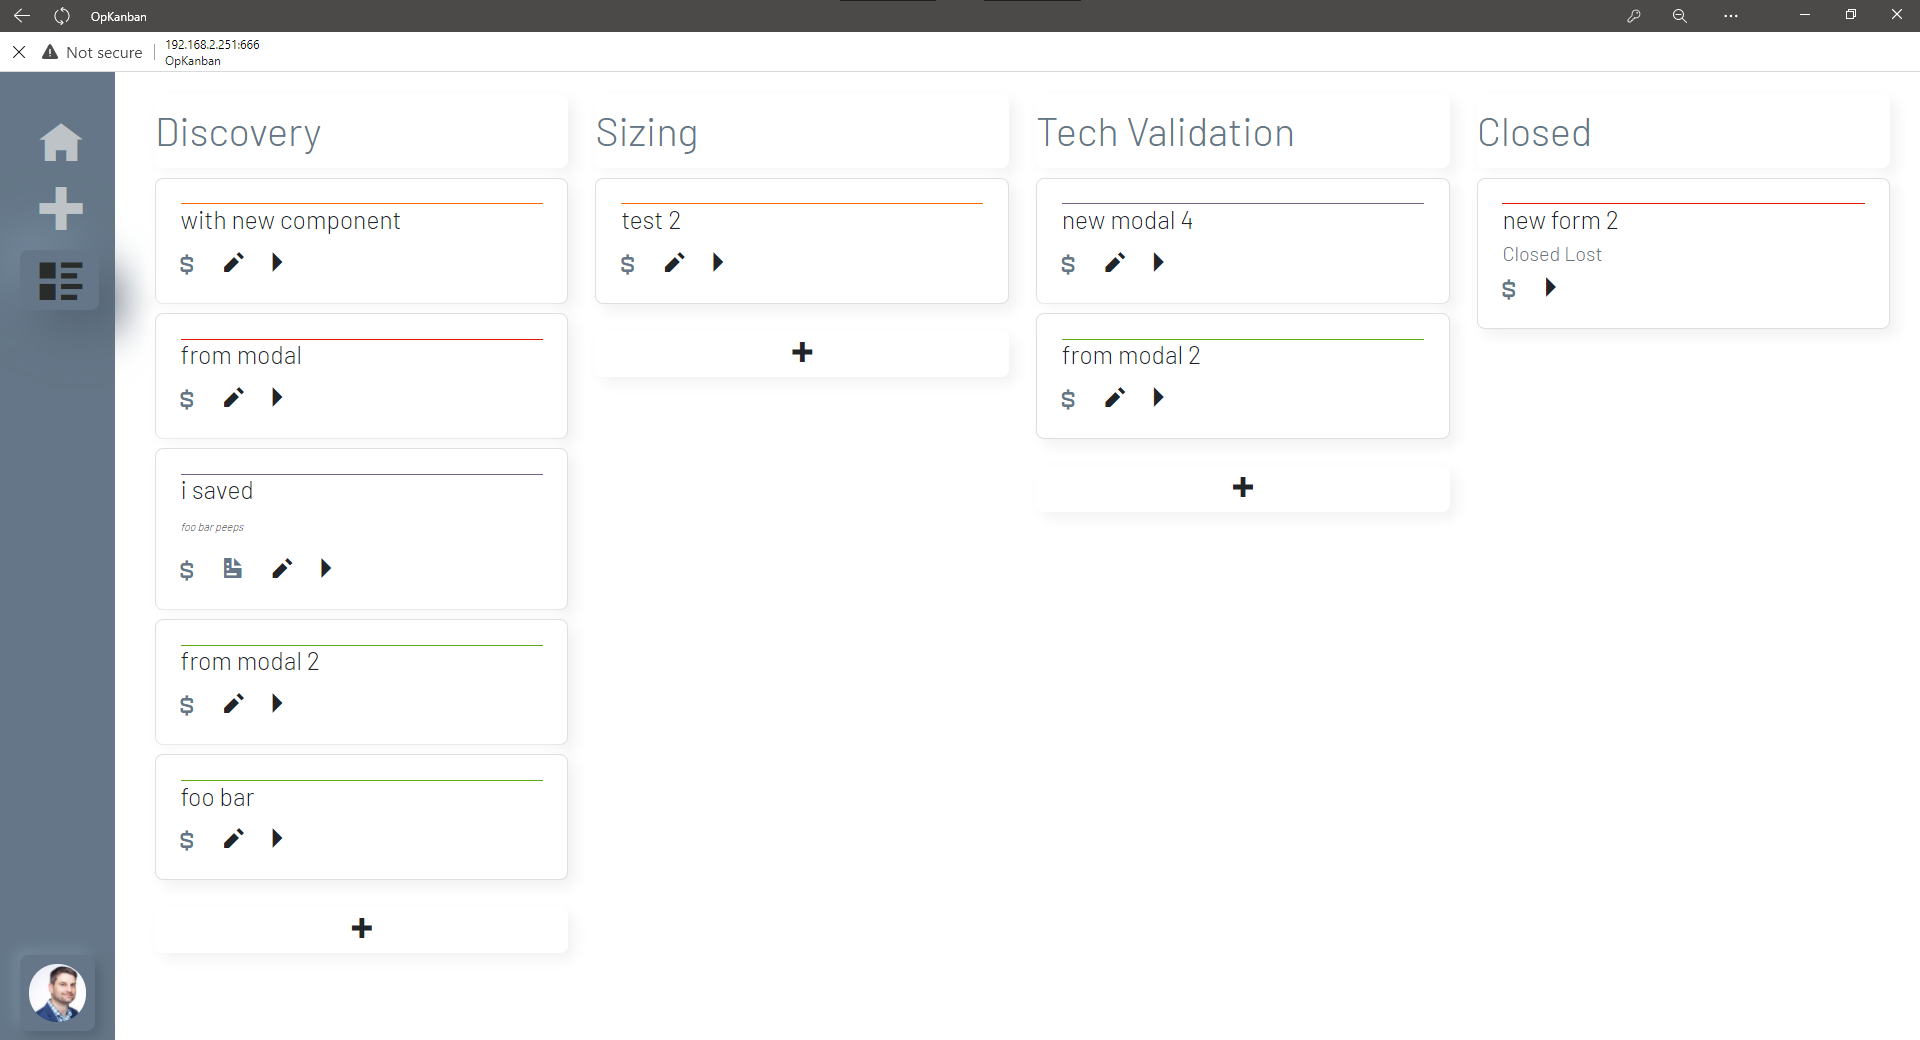 OpKanban
Not secure
192.168.2.251:666
OpKanban
Discovery
with new component
$
from modal
$
i saved
foo bar peeps
$
from modal 2
$
foo bar
$
Sizing
test 2
$
Tech Validation
new modal 4
$
from modal 2
$
Closed
new form 2
Closed Lost
$